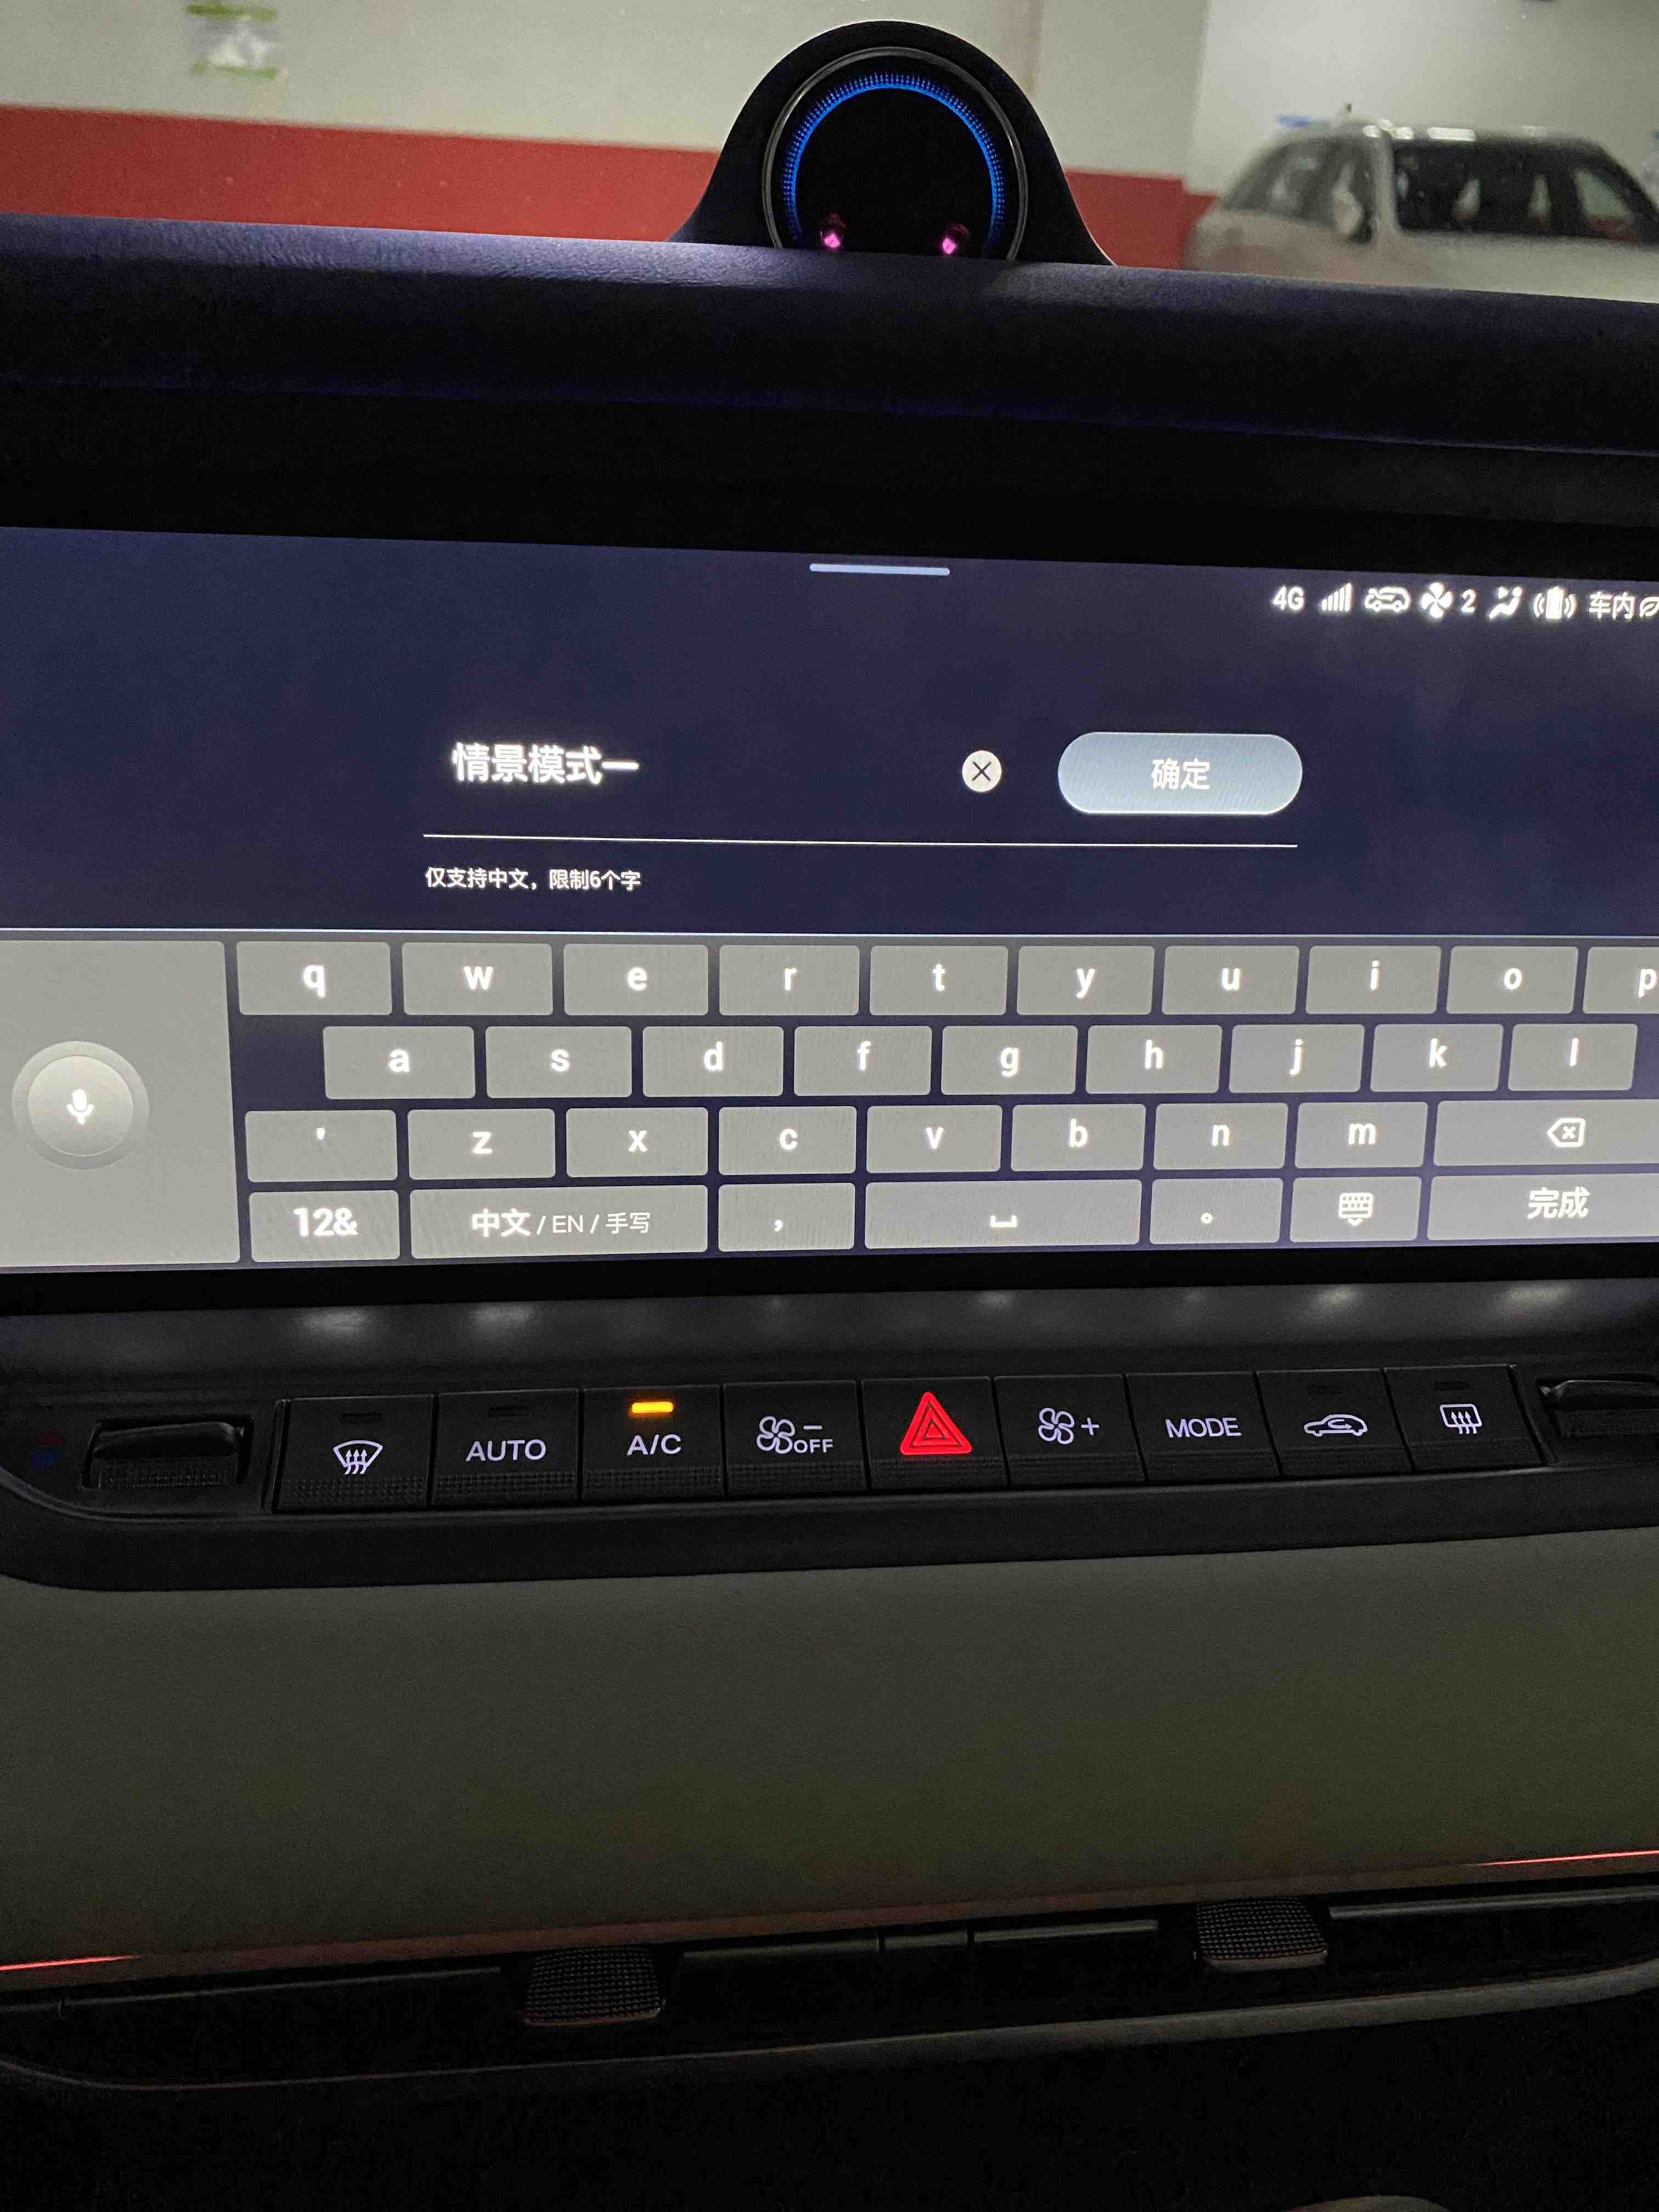 4G 2 车内
情景模式一
确定
仅支持中文，限制6个字
q w e r t y u i o p
a s d f g h j k l
' z x c v b n m
12& 中文 / EN / 手写 ， 。 完成
AUTO A/C OFF MODE